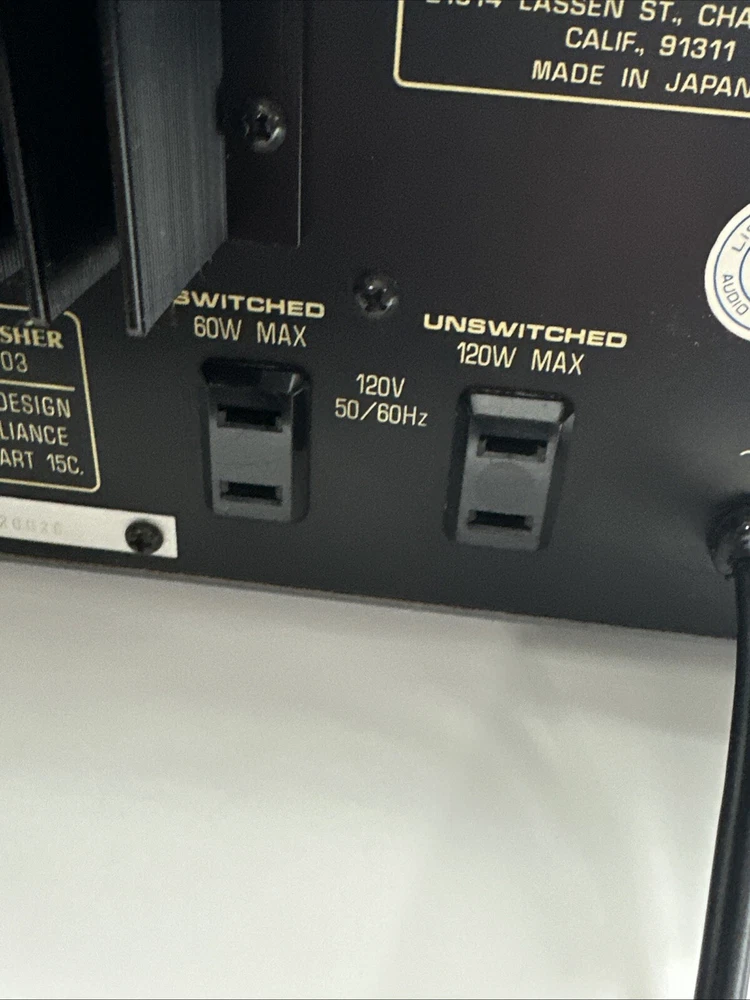 LASSEN ST., CHA
CALIF., 91311
MADE IN JAPAN
SWITCHED
60W MAX
UNSWITCHED
120W MAX
120V
50/60Hz
SHER
03
DESIGN
LIANCE
ART 15C.
AUDIO